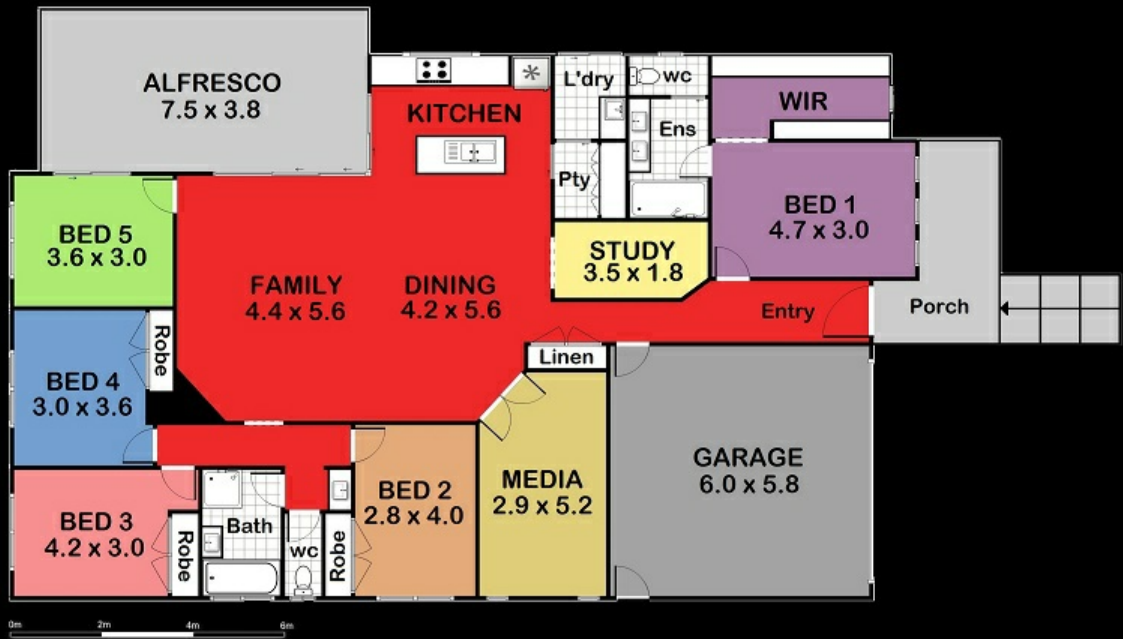 ALFRESCO
7.5 x 3.8
KITCHEN
*
L'dry
wc
WIR
Ens
Pty
BED 5
3.6 x 3.0
BED 1
4.7 x 3.0
STUDY
3.5 x 1.8
FAMILY
4.4 x 5.6
DINING
4.2 x 5.6
Entry
Porch
Robe
Linen
BED 4
3.0 x 3.6
GARAGE
6.0 x 5.8
MEDIA
2.9 x 5.2
BED 2
2.8 x 4.0
BED 3
4.2 x 3.0
Robe
Bath
wc
Robe
0m
2m
4m
6m